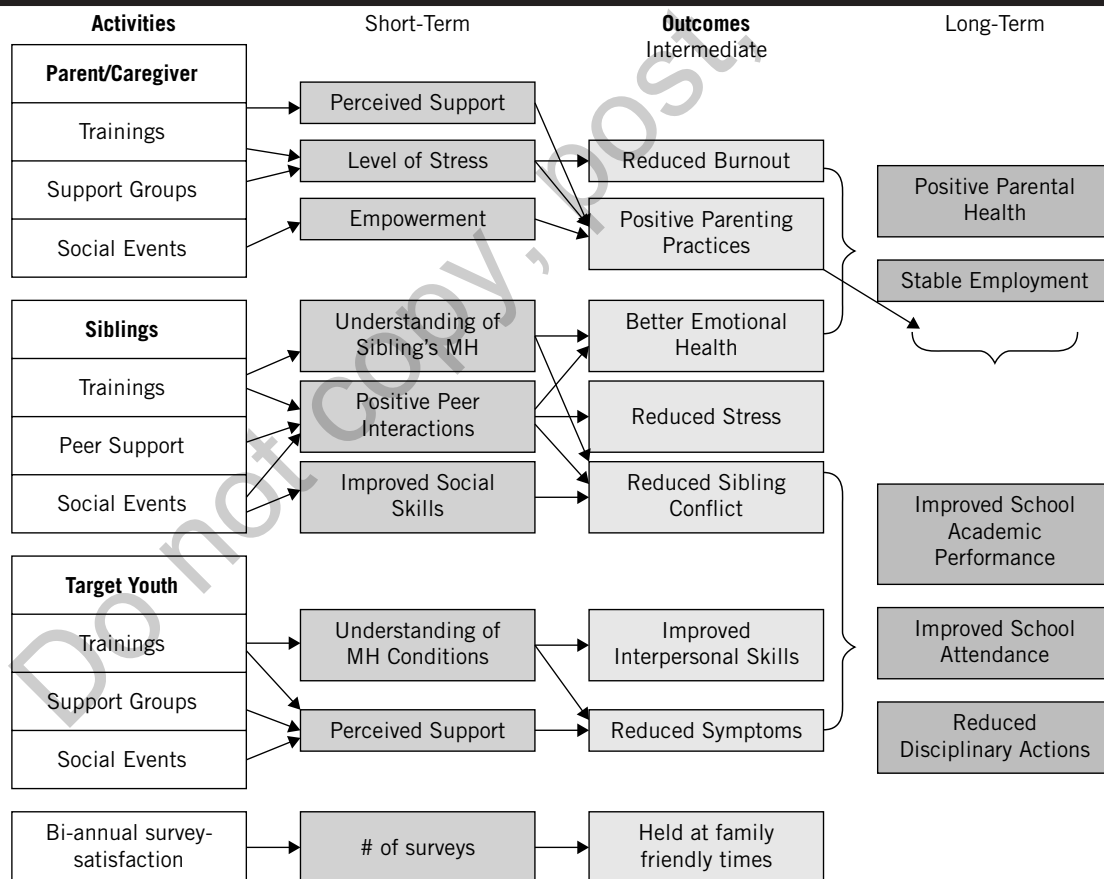 Activities
Short-Term
Outcomes
Intermediate
Long-Term
Parent/Caregiver
Trainings
Support Groups
Social Events
Perceived Support
Level of Stress
Empowerment
Reduced Burnout
Positive Parenting
Practices
Positive Parental
Health
Stable Employment
Siblings
Trainings
Peer Support
Social Events
Understanding of
Sibling's MH
Positive Peer
Interactions
Improved Social
Skills
Better Emotional
Health
Reduced Stress
Reduced Sibling
Conflict
Improved School
Academic
Performance
Improved School
Attendance
Reduced
Disciplinary Actions
Target Youth
Trainings
Support Groups
Social Events
Understanding of
MH Conditions
Perceived Support
Improved
Interpersonal Skills
Reduced Symptoms
Bi-annual survey-
satisfaction
# of surveys
Held at family
friendly times
Do not copy, post,